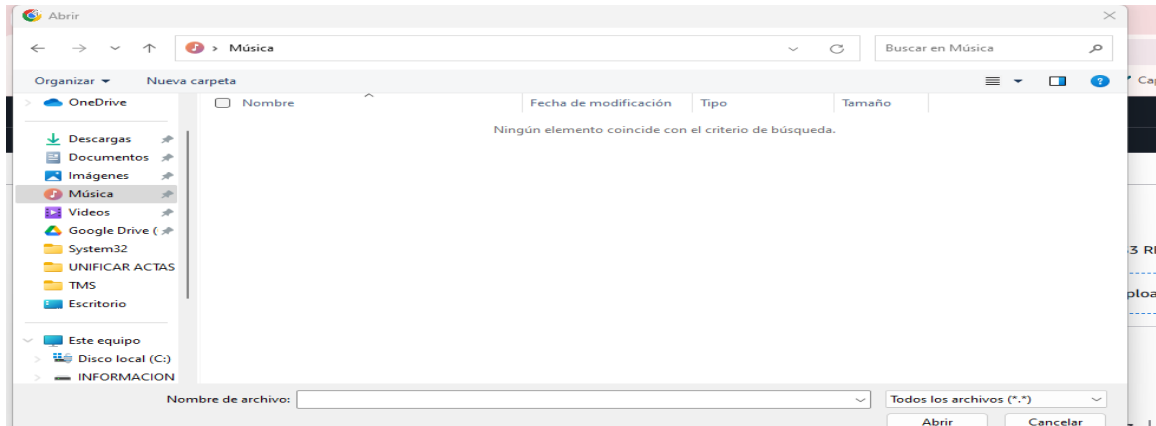 Abrir
Música
Buscar en Música
Organizar
Nueva carpeta
OneDrive
Nombre
Fecha de modificación
Tipo
Tamaño
Ningún elemento coincide con el criterio de búsqueda.
Descargas
Documentos
Imágenes
Música
Videos
Google Drive (
System32
UNIFICAR ACTAS
TMS
Escritorio
Este equipo
Disco local (C:)
INFORMACION
Nombre de archivo:
Todos los archivos (*.*)
Abrir
Cancelar